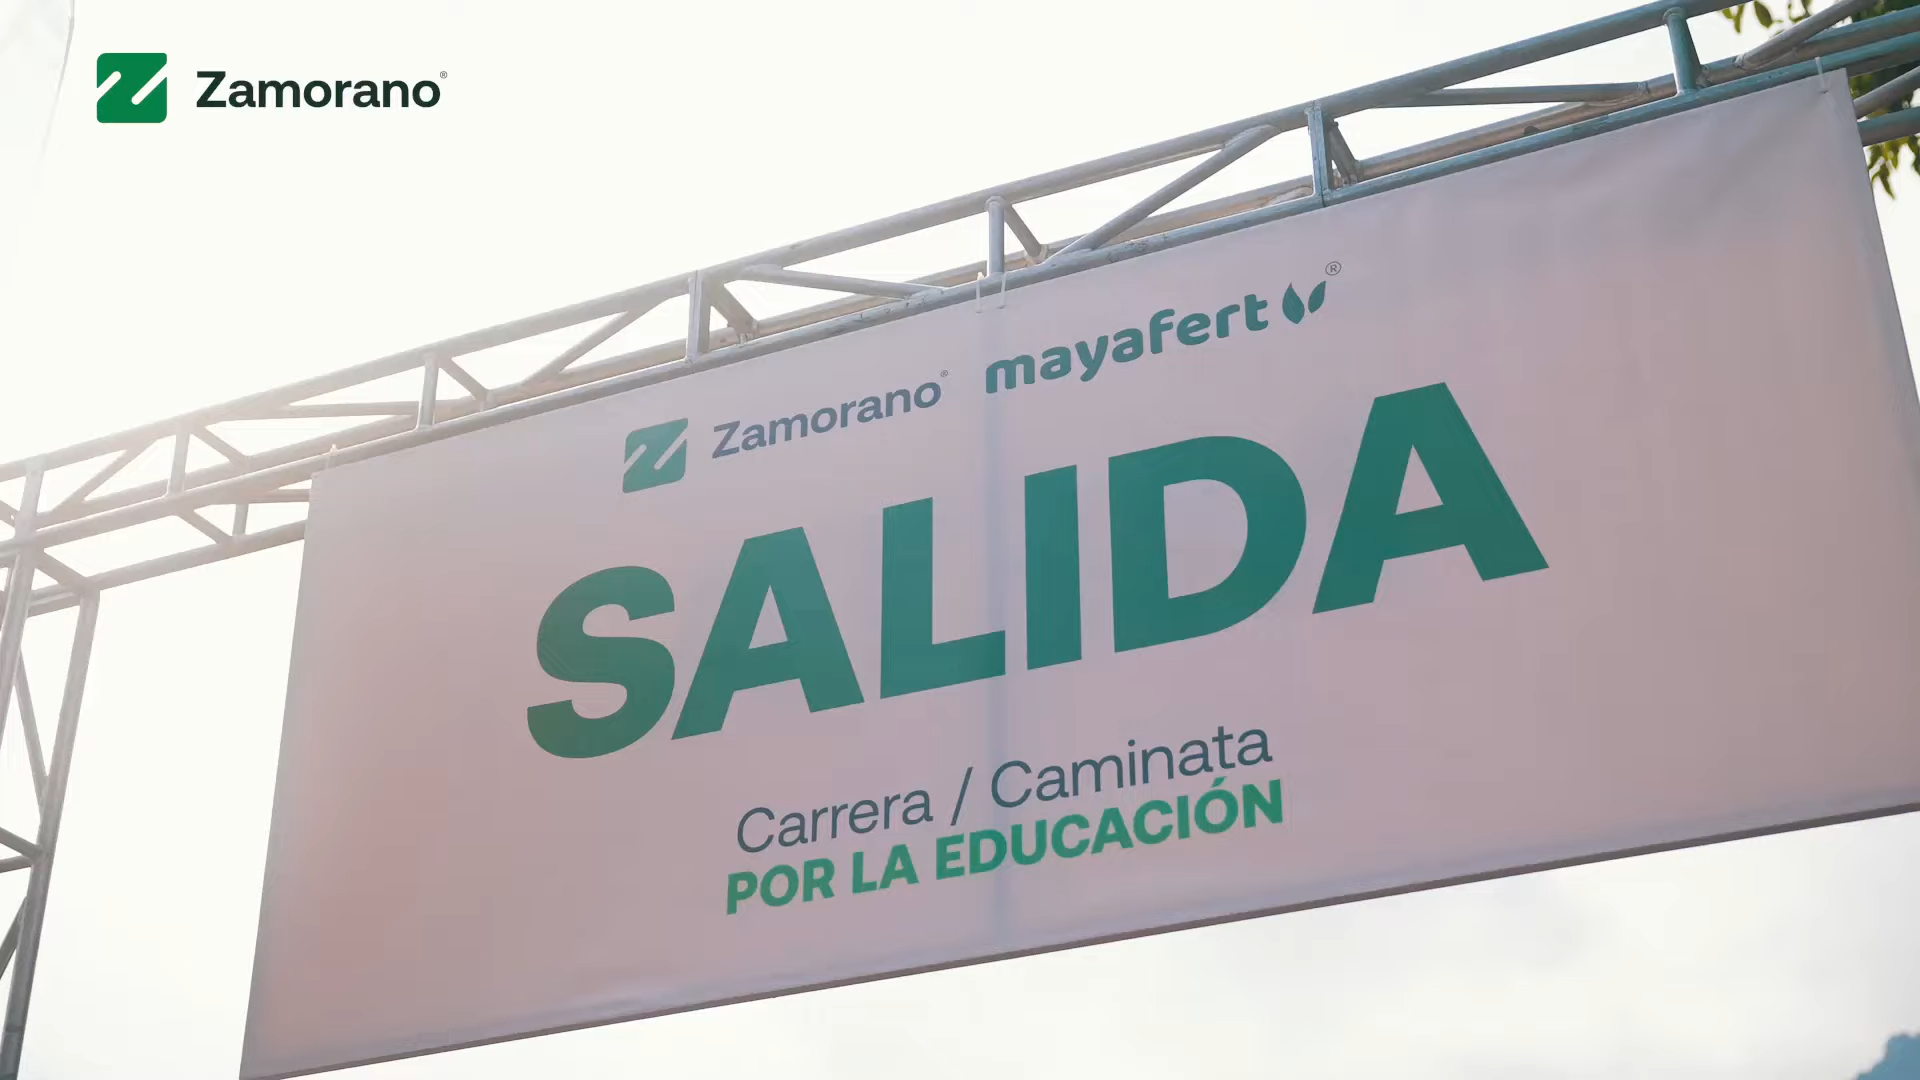 Zamorano®
Zamorano® mayafert®
SALIDA
Carrera / Caminata
POR LA EDUCACIÓN